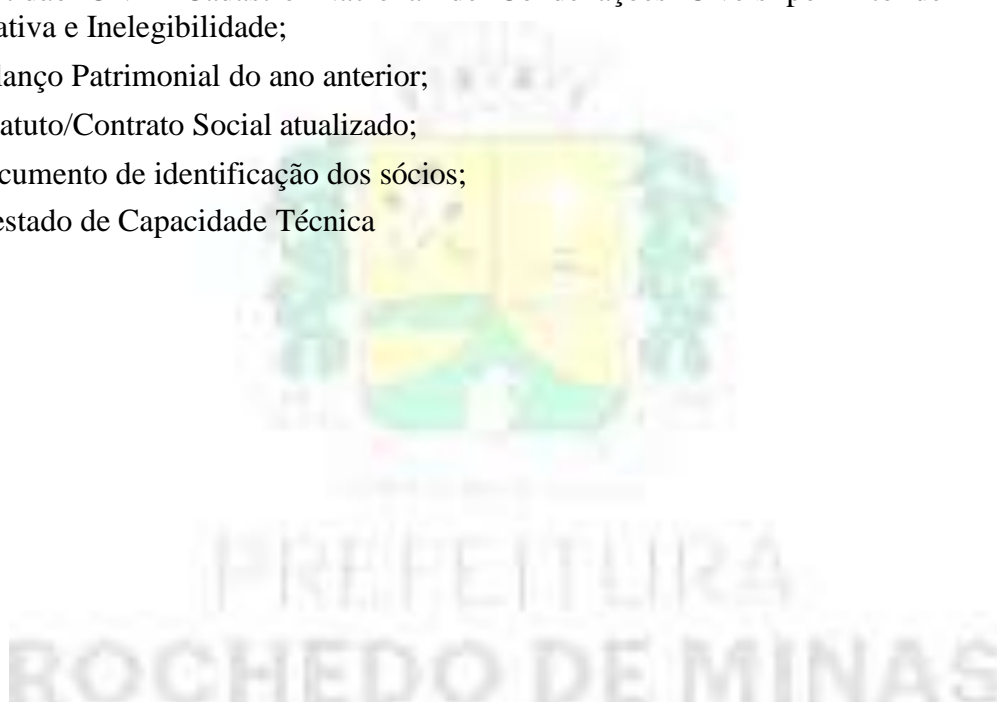 ativa e Inelegibilidade;
lanço Patrimonial do ano anterior;
atuto/Contrato Social atualizado;
cumento de identificação dos sócios;
estado de Capacidade Técnica
PREFEITURA
ROCHEDO DE MINAS